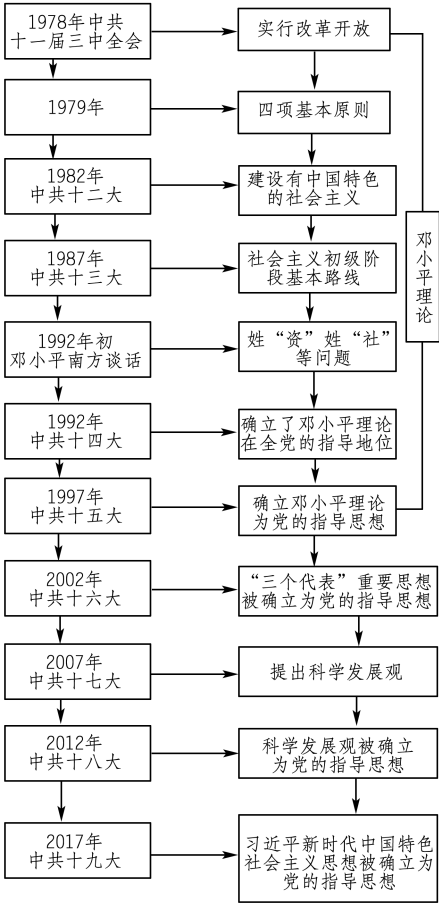 1978年中共
十一届三中全会
实行改革开放
1979年
四项基本原则
1982年
中共十二大
建设有中国特色
的社会主义
邓小平理论
1987年
中共十三大
社会主义初级阶
段基本路线
1992年初
邓小平南方谈话
姓“资”姓“社”
等问题
1992年
中共十四大
确立了邓小平理论
在全党的指导地位
1997年
中共十五大
确立邓小平理论
为党的指导思想
2002年
中共十六大
“三个代表”重要思想
被确立为党的指导思想
2007年
中共十七大
提出科学发展观
2012年
中共十八大
科学发展观被确立
为党的指导思想
2017年
中共十九大
习近平新时代中国特色
社会主义思想被确立为
党的指导思想